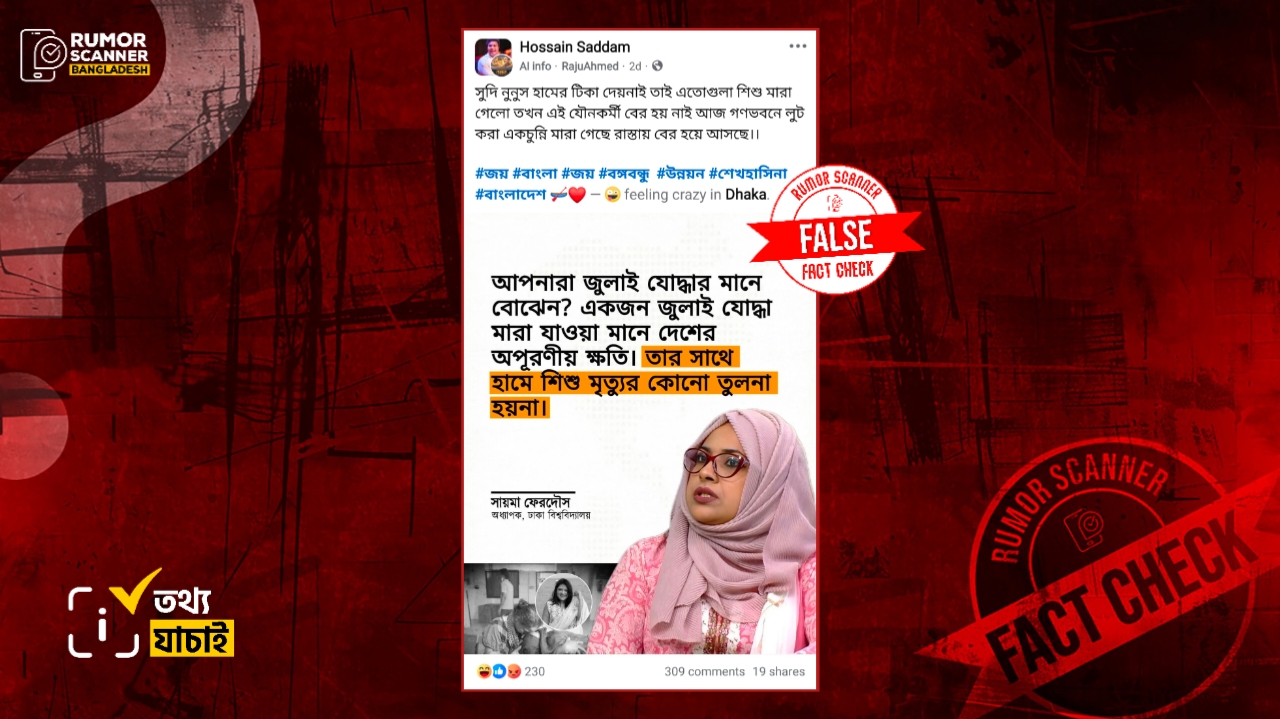 RUMOR
SCANNER
BANGLADESH
Hossain Saddam
AI info · RajuAhmed · 2d ·
সুদি নুনুস হামের টিকা দেয়নাই তাই এতোগুলা শিশু মারা
গেলো তখন এই যৌনকর্মী বের হয় নাই আজ গণভবনে লুট
করা একচুন্নি মারা গেছে রাস্তায় বের হয়ে আসছে।।
#জয় #বাংলা #জয় #বঙ্গবন্ধু #উন্নয়ন #শেখহাসিনা
#বাংলাদেশ — feeling crazy in Dhaka.
RUMOR SCANNER
FALSE
FACT CHECK
আপনারা জুলাই যোদ্ধার মানে
বোঝেন? একজন জুলাই যোদ্ধা
মারা যাওয়া মানে দেশের
অপূরণীয় ক্ষতি। তার সাথে
হামে শিশু মৃত্যুর কোনো তুলনা
হয়না।
সায়মা ফেরদৌস
অধ্যাপক, ঢাকা বিশ্ববিদ্যালয়
230
309 comments 19 shares
i তথ্য
যাচাই
RUMOR SCANNER
FACT CHECK